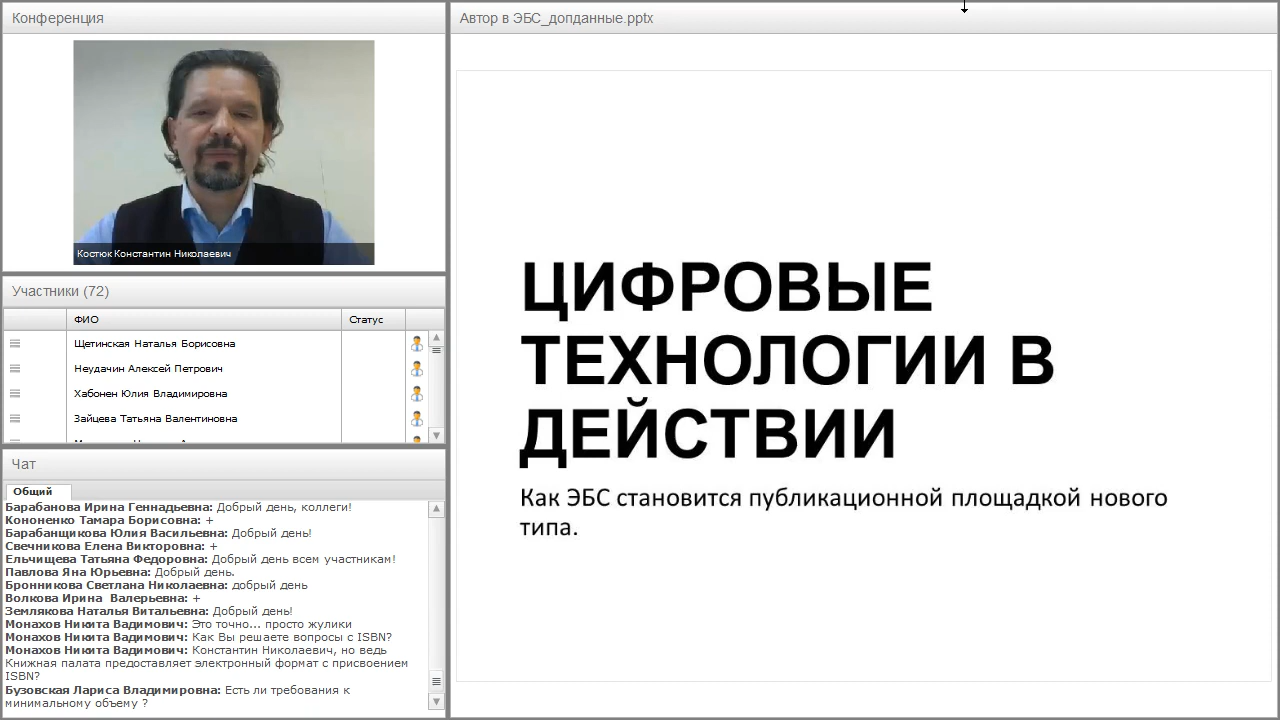 Конференция
Костюк Константин Николаевич
Участники (72)
ФИО
Статус
Щетинская Наталья Борисовна
Неудачин Алексей Петрович
Хабонен Юлия Владимировна
Зайцева Татьяна Валентиновна
Чат
Общий
Барабанова Ирина Геннадьевна: Добрый день, коллеги!
Кононенко Тамара Борисовна: +
Барабанщикова Юлия Васильевна: Добрый день!
Свечникова Елена Викторовна: +
Ельчищева Татьяна Федоровна: Добрый день всем участникам!
Павлова Яна Юрьевна: Добрый день.
Бронникова Светлана Николаевна: добрый день
Волкова Ирина  Валерьевна: +
Землякова Наталья Витальевна: Добрый день!
Монахов Никита Вадимович: Это точно... просто жулики
Монахов Никита Вадимович: Как Вы решаете вопросы с ISBN?
Монахов Никита Вадимович: Константин Николаевич, но ведь
Книжная палата предоставляет электронный формат с присвоением
ISBN?
Бузовская Лариса Владимировна: Есть ли требования к
минимальному объему ?
Автор в ЭБС_допданные.pptx
ЦИФРОВЫЕ
ТЕХНОЛОГИИ В
ДЕЙСТВИИ
Как ЭБС становится публикационной площадкой нового
типа.